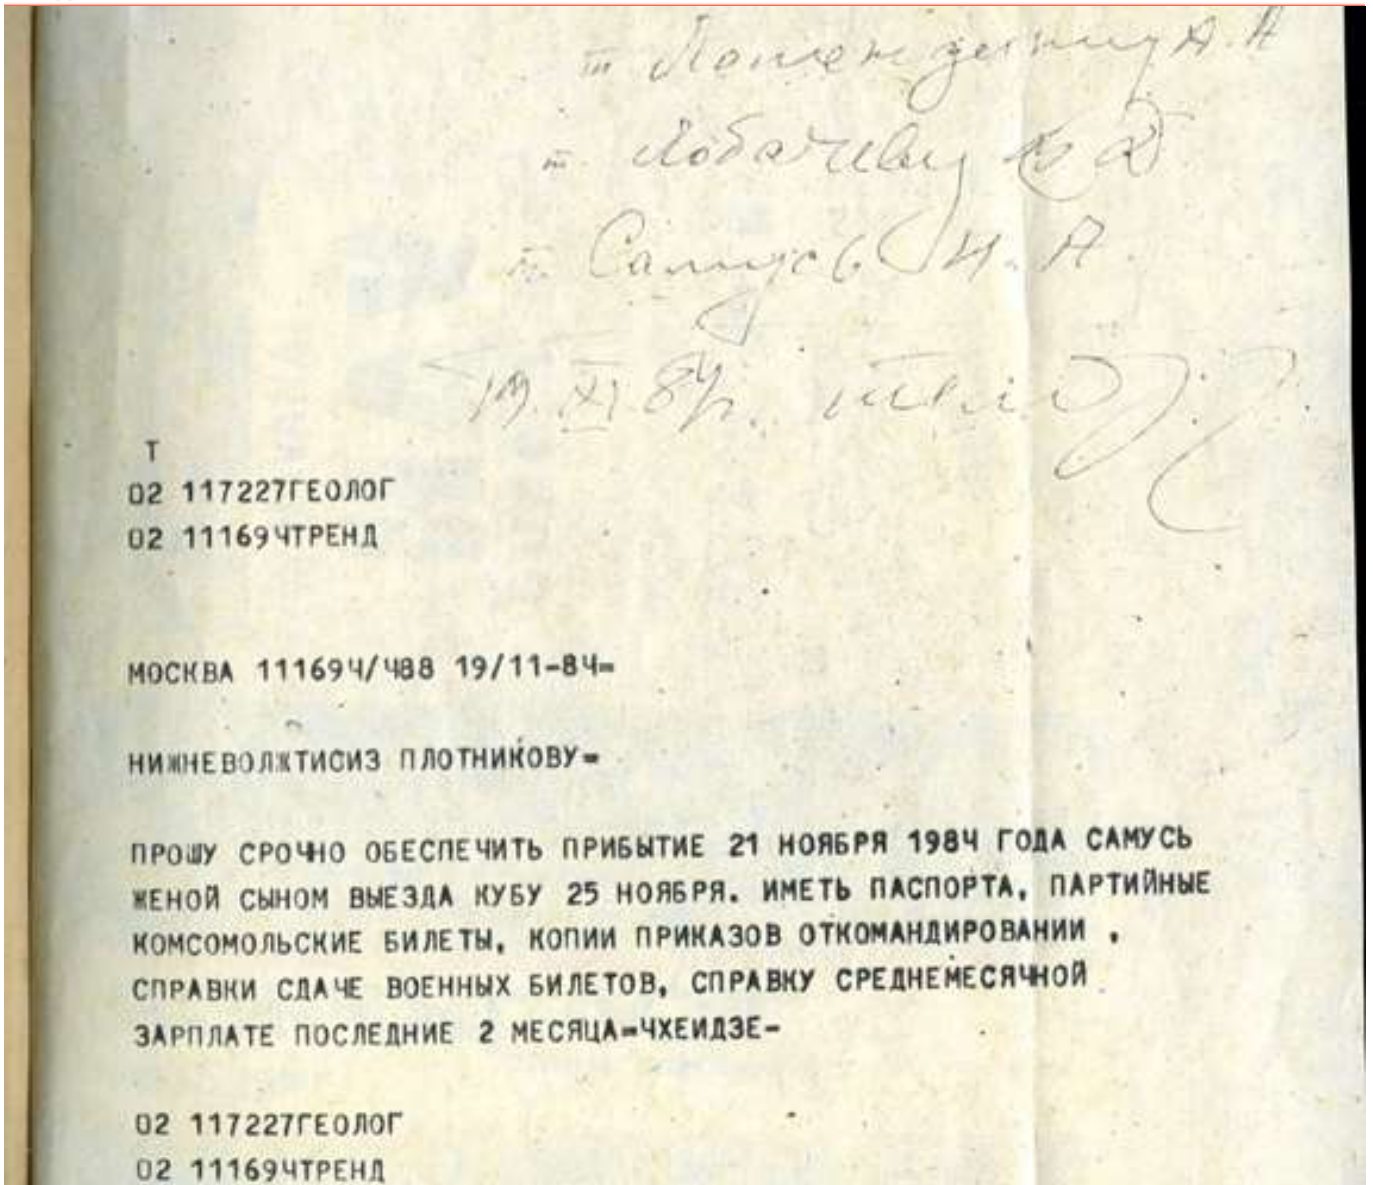 т. Лобачеву
т. Самусь Н. А.
19.XI.84г.
Т
02 117227ГЕОЛОГ
02 111694ТРЕНД
МОСКВА 111694/488 19/11-84=
НИЖНЕВОЛЖТИСИЗ ПЛОТНИКОВУ=
ПРОШУ СРОЧНО ОБЕСПЕЧИТЬ ПРИБЫТИЕ 21 НОЯБРЯ 1984 ГОДА САМУСЬ
ЖЕНОЙ СЫНОМ ВЫЕЗДА КУБУ 25 НОЯБРЯ. ИМЕТЬ ПАСПОРТА, ПАРТИЙНЫЕ
КОМСОМОЛЬСКИЕ БИЛЕТЫ, КОПИИ ПРИКАЗОВ ОТКОМАНДИРОВАНИИ ,
СПРАВКИ СДАЧЕ ВОЕННЫХ БИЛЕТОВ, СПРАВКУ СРЕДНЕМЕСЯЧНОЙ
ЗАРПЛАТЕ ПОСЛЕДНИЕ 2 МЕСЯЦА=ЧХЕИДЗЕ-
02 117227ГЕОЛОГ
02 111694ТРЕНД